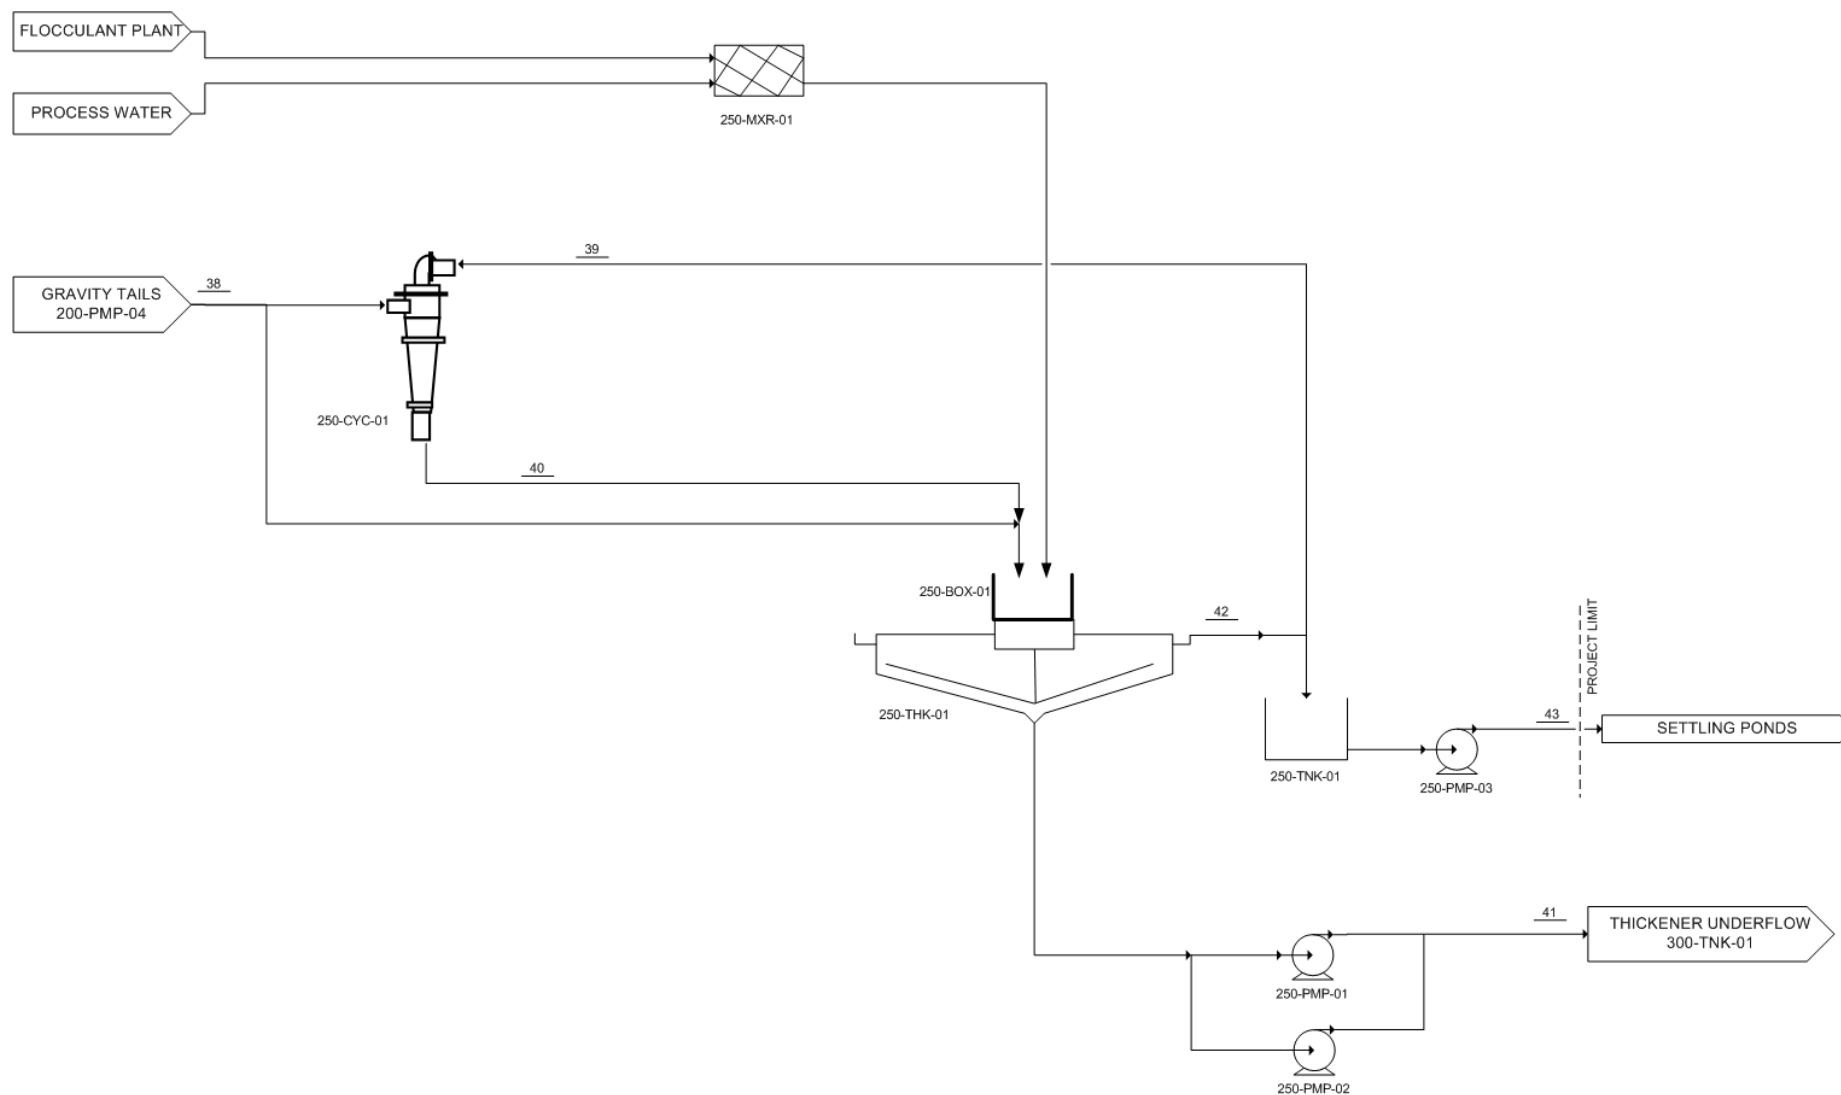 FLOCCULANT PLANT
PROCESS WATER
250-MXR-01
39
38
GRAVITY TAILS
200-PMP-04
250-CYC-01
40
250-BOX-01
42
PROJECT LIMIT
250-THK-01
43
SETTLING PONDS
250-TNK-01
250-PMP-03
41
THICKENER UNDERFLOW
300-TNK-01
250-PMP-01
250-PMP-02